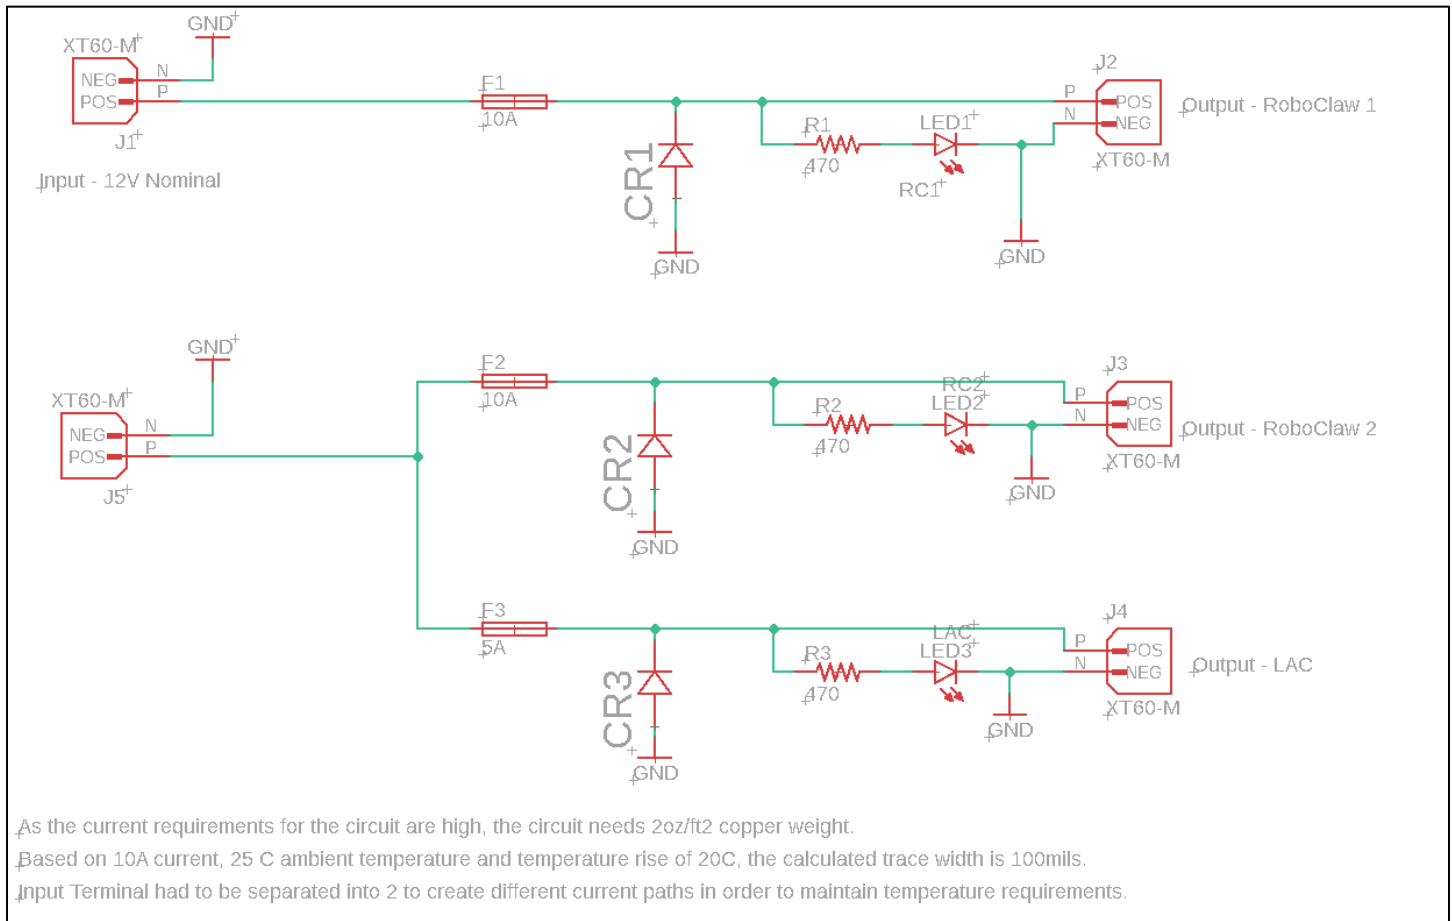 GND
XT60-M
NEG N
POS P
J1
Input - 12V Nominal
F1
10A
CR1
GND
R1
470
LED1
RC1
GND
J2
P POS
N NEG
XT60-M
Output - RoboClaw 1
GND
XT60-M
NEG N
POS P
J5
F2
10A
CR2
GND
R2
470
RC2
LED2
GND
J3
P POS
N NEG
XT60-M
Output - RoboClaw 2
F3
5A
CR3
GND
R3
470
LAC
LED3
GND
J4
P POS
N NEG
XT60-M
Output - LAC
As the current requirements for the circuit are high, the circuit needs 2oz/ft2 copper weight.
Based on 10A current, 25 C ambient temperature and temperature rise of 20C, the calculated trace width is 100mils.
Input Terminal had to be separated into 2 to create different current paths in order to maintain temperature requirements.